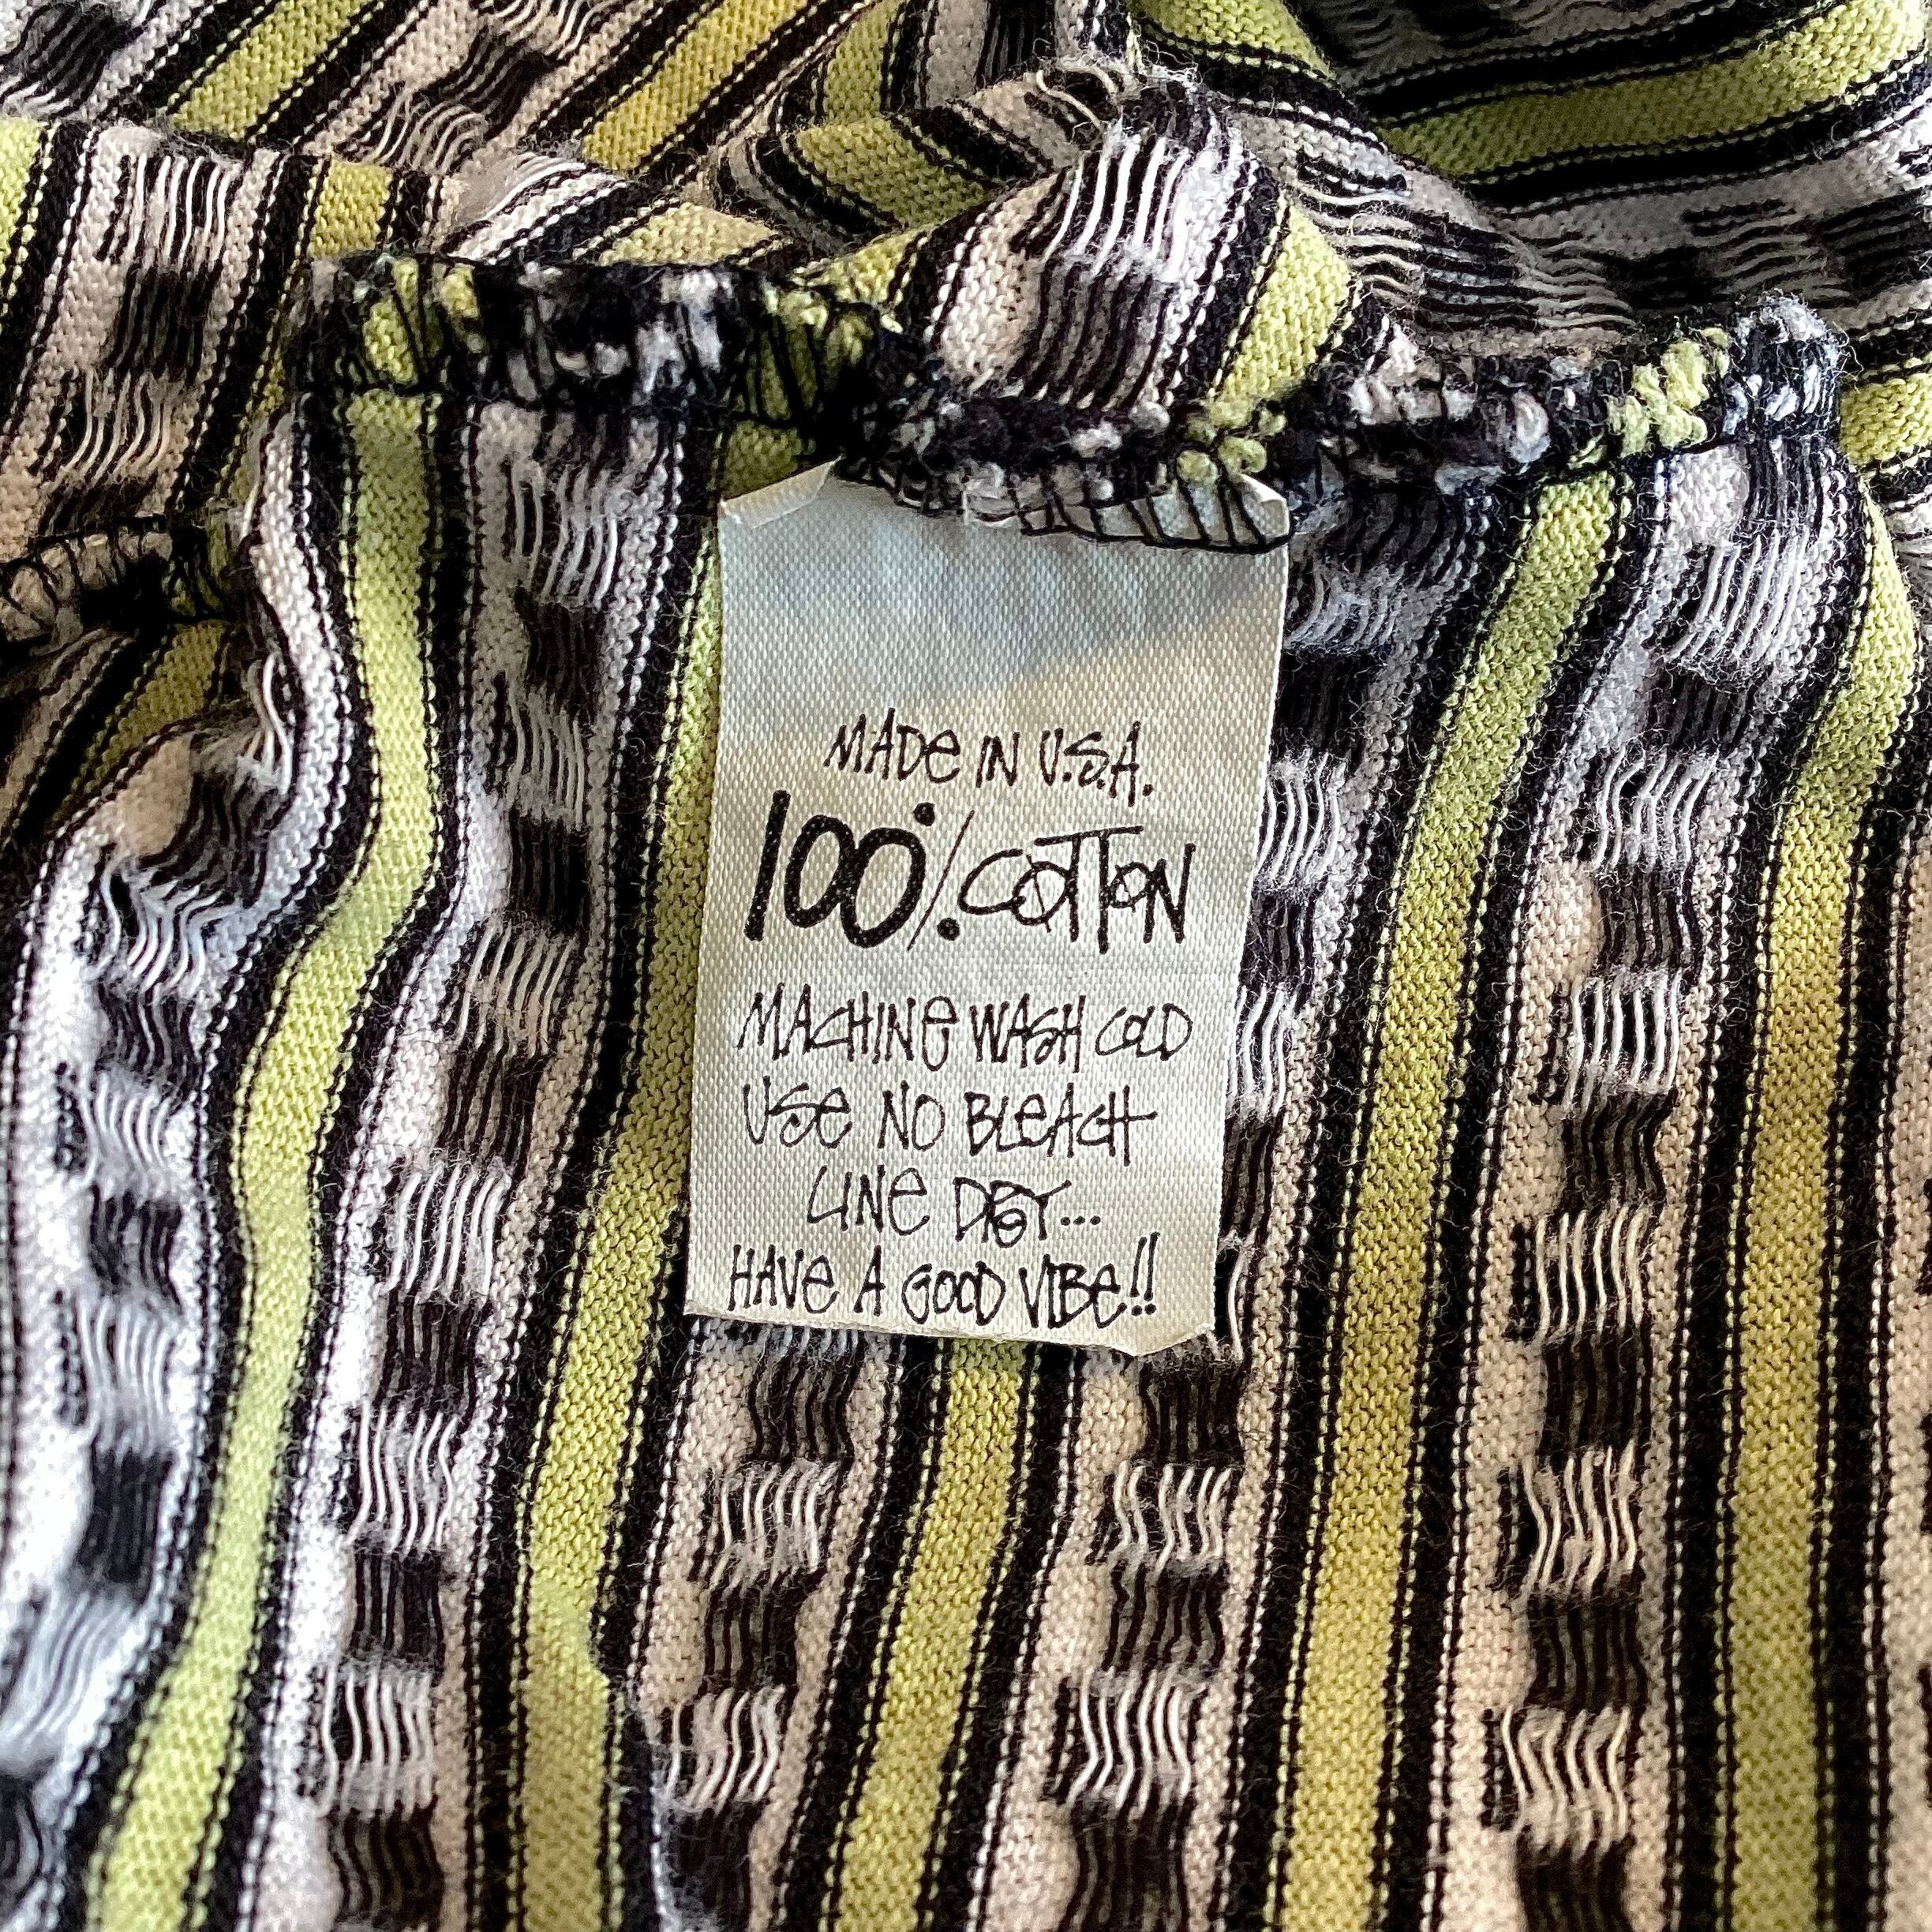 MADE IN U.S.A.
100% COTTON
MACHINE WASH COLD
USE NO BLEACH
LINE DRY...
HAVE A GOOD VIBE!!